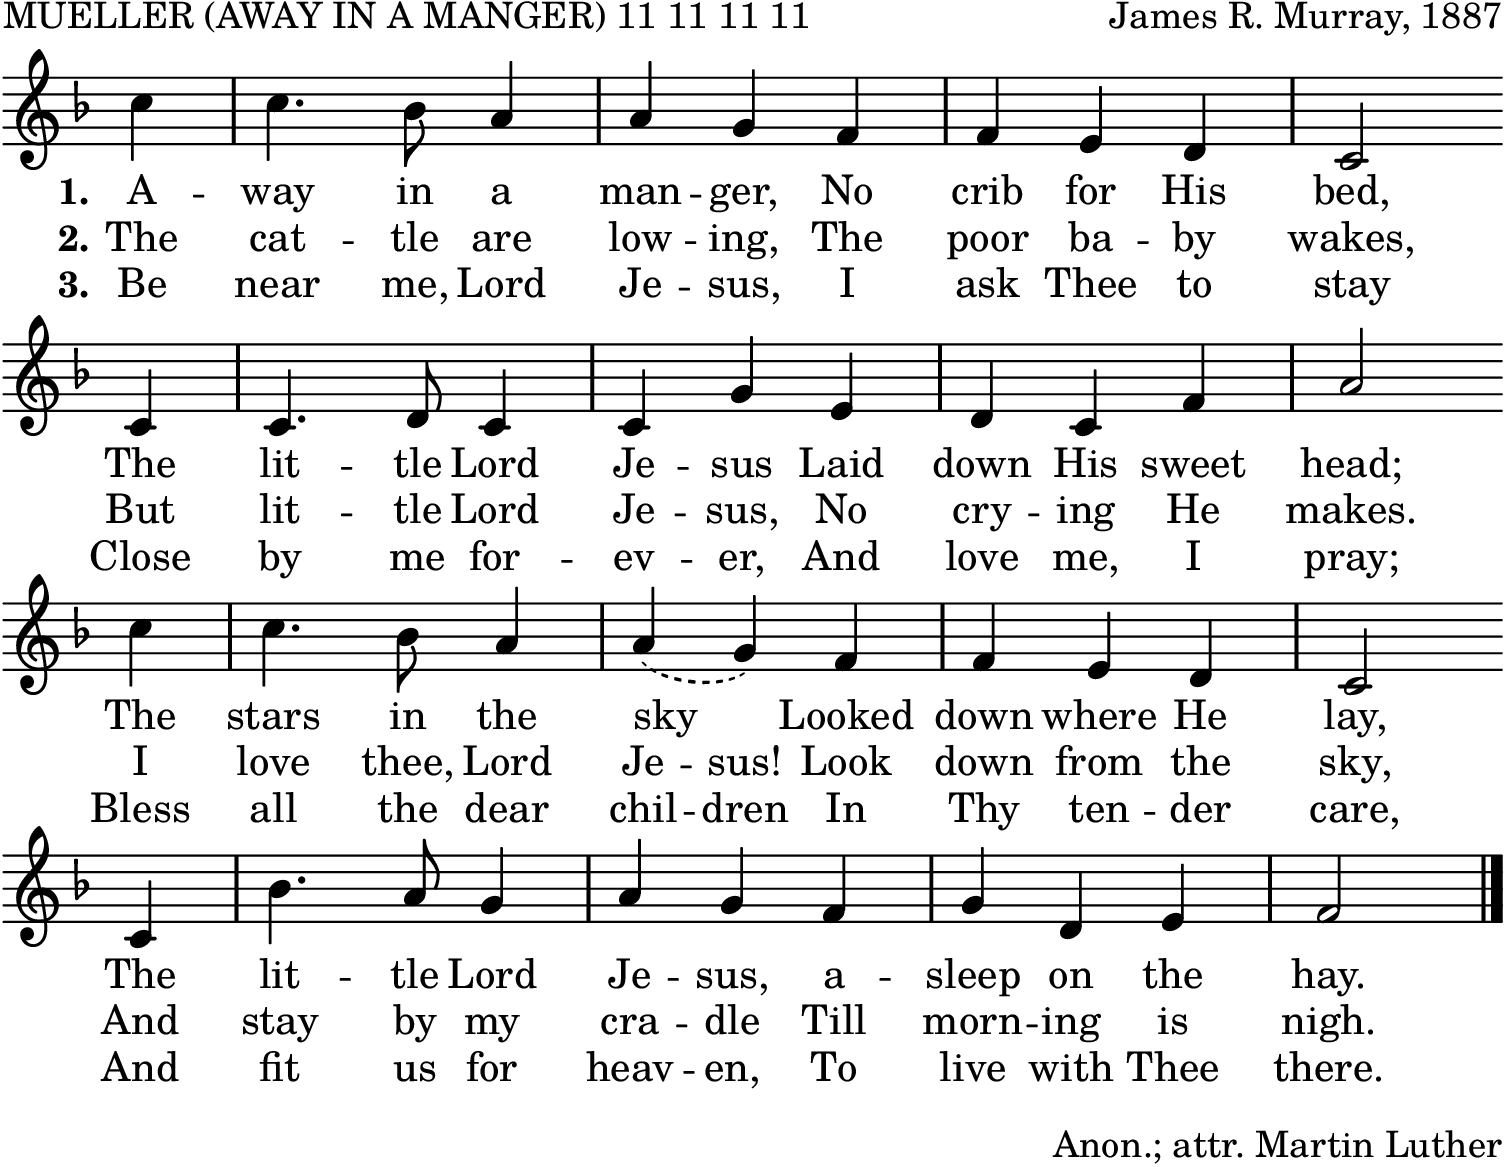 MUELLER (AWAY IN A MANGER) 11 11 11 11 James R. Murray, 1887
1. A -- way in a man -- ger, No crib for His bed,
2. The cat -- tle are low -- ing, The poor ba -- by wakes,
3. Be near me, Lord Je -- sus, I ask Thee to stay
The lit -- tle Lord Je -- sus Laid down His sweet head;
But lit -- tle Lord Je -- sus, No cry -- ing He makes.
Close by me for -- ev -- er, And love me, I pray;
The stars in the sky Looked down where He lay,
I love thee, Lord Je -- sus! Look down from the sky,
Bless all the dear chil -- dren In Thy ten -- der care,
The lit -- tle Lord Je -- sus, a -- sleep on the hay.
And stay by my cra -- dle Till morn -- ing is nigh.
And fit us for heav -- en, To live with Thee there.
Anon.; attr. Martin Luther